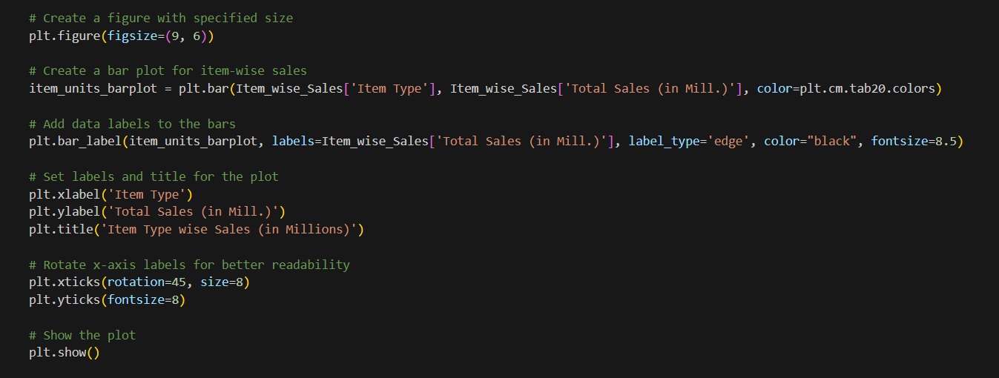 # Create a figure with specified size
plt.figure(figsize=(9, 6))
# Create a bar plot for item-wise sales
item_units_barplot = plt.bar(Item_wise_Sales['Item Type'], Item_wise_Sales['Total Sales (in Mill.)'], color=plt.cm.tab20.colors)
# Add data labels to the bars
plt.bar_label(item_units_barplot, labels=Item_wise_Sales['Total Sales (in Mill.)'], label_type='edge', color="black", fontsize=8.5)
# Set labels and title for the plot
plt.xlabel('Item Type')
plt.ylabel('Total Sales (in Mill.)')
plt.title('Item Type wise Sales (in Millions)')
# Rotate x-axis labels for better readability
plt.xticks(rotation=45, size=8)
plt.yticks(fontsize=8)
# Show the plot
plt.show()